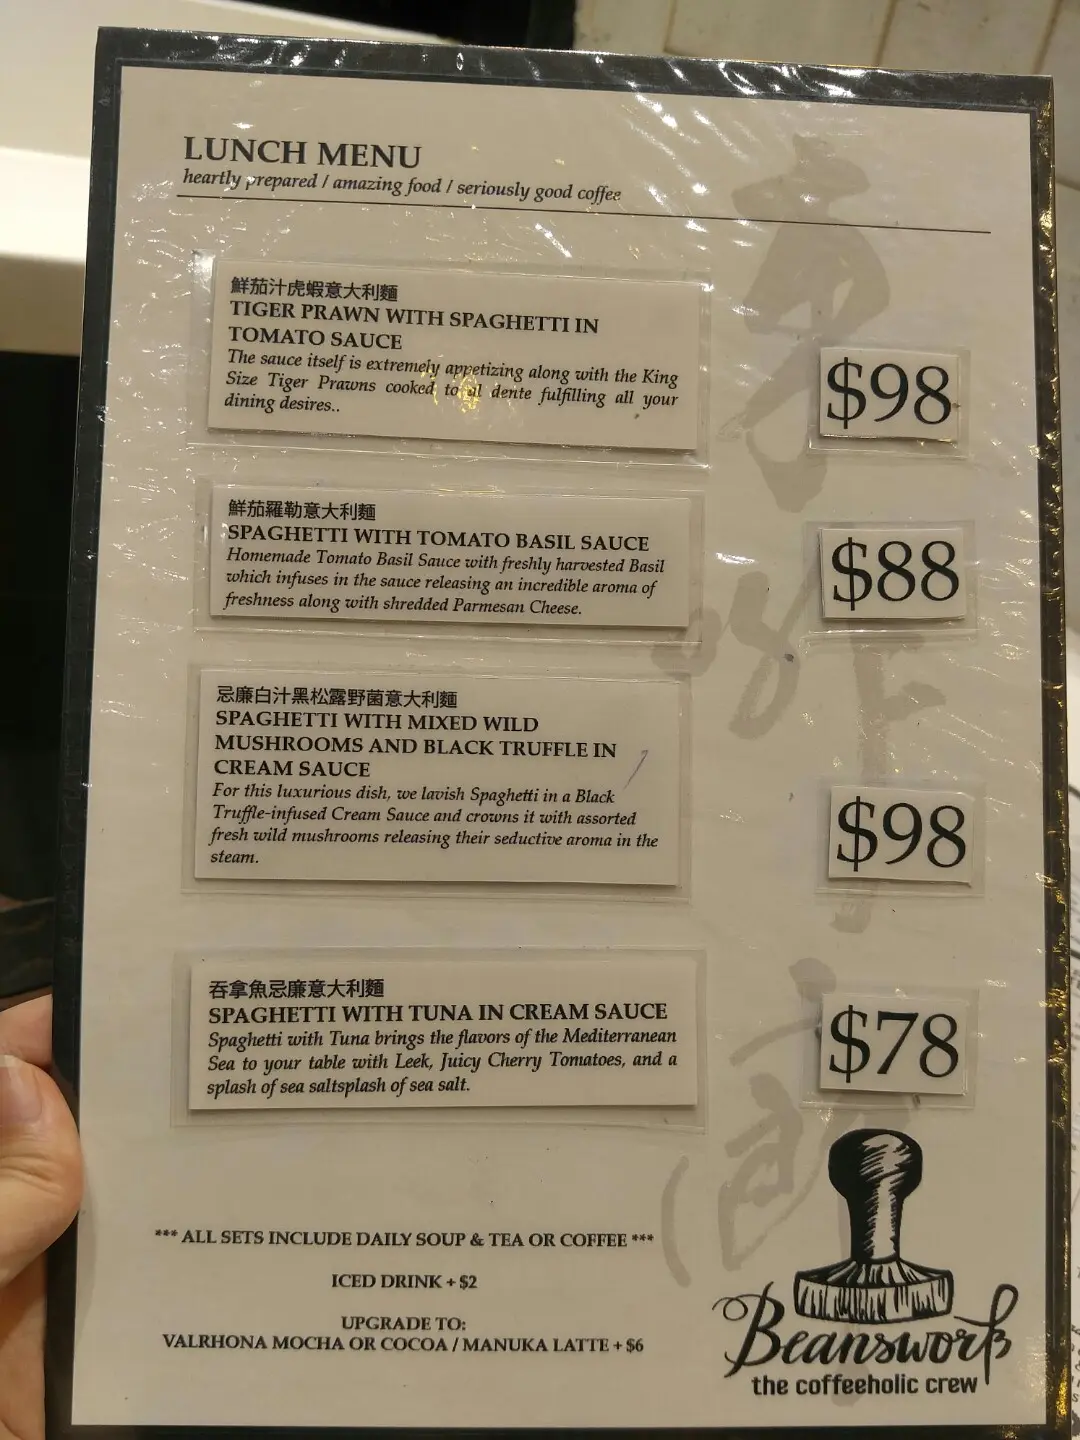 LUNCH MENU
heartly prepared / amazing food / seriously good coffee
鮮茄汁虎蝦意大利麵
TIGER PRAWN WITH SPAGHETTI IN
TOMATO SAUCE
The sauce itself is extremely appetizing along with the King
Size Tiger Prawns cooked to al dente fulfilling all your
dining desires..
$98
鮮茄羅勒意大利麵
SPAGHETTI WITH TOMATO BASIL SAUCE
Homemade Tomato Basil Sauce with freshly harvested Basil
which infuses in the sauce releasing an incredible aroma of
freshness along with shredded Parmesan Cheese.
$88
忌廉白汁黑松露野菌意大利麵
SPAGHETTI WITH MIXED WILD
MUSHROOMS AND BLACK TRUFFLE IN
CREAM SAUCE
For this luxurious dish, we lavish Spaghetti in a Black
Truffle-infused Cream Sauce and crowns it with assorted
fresh wild mushrooms releasing their seductive aroma in the
steam.
$98
吞拿魚忌廉意大利麵
SPAGHETTI WITH TUNA IN CREAM SAUCE
Spaghetti with Tuna brings the flavors of the Mediterranean
Sea to your table with Leek, Juicy Cherry Tomatoes, and a
splash of sea saltsplash of sea salt.
$78
*** ALL SETS INCLUDE DAILY SOUP & TEA OR COFFEE ***
ICED DRINK + $2
UPGRADE TO:
VALRHONA MOCHA OR COCOA / MANUKA LATTE + $6
Beanswork
the coffeeholic crew